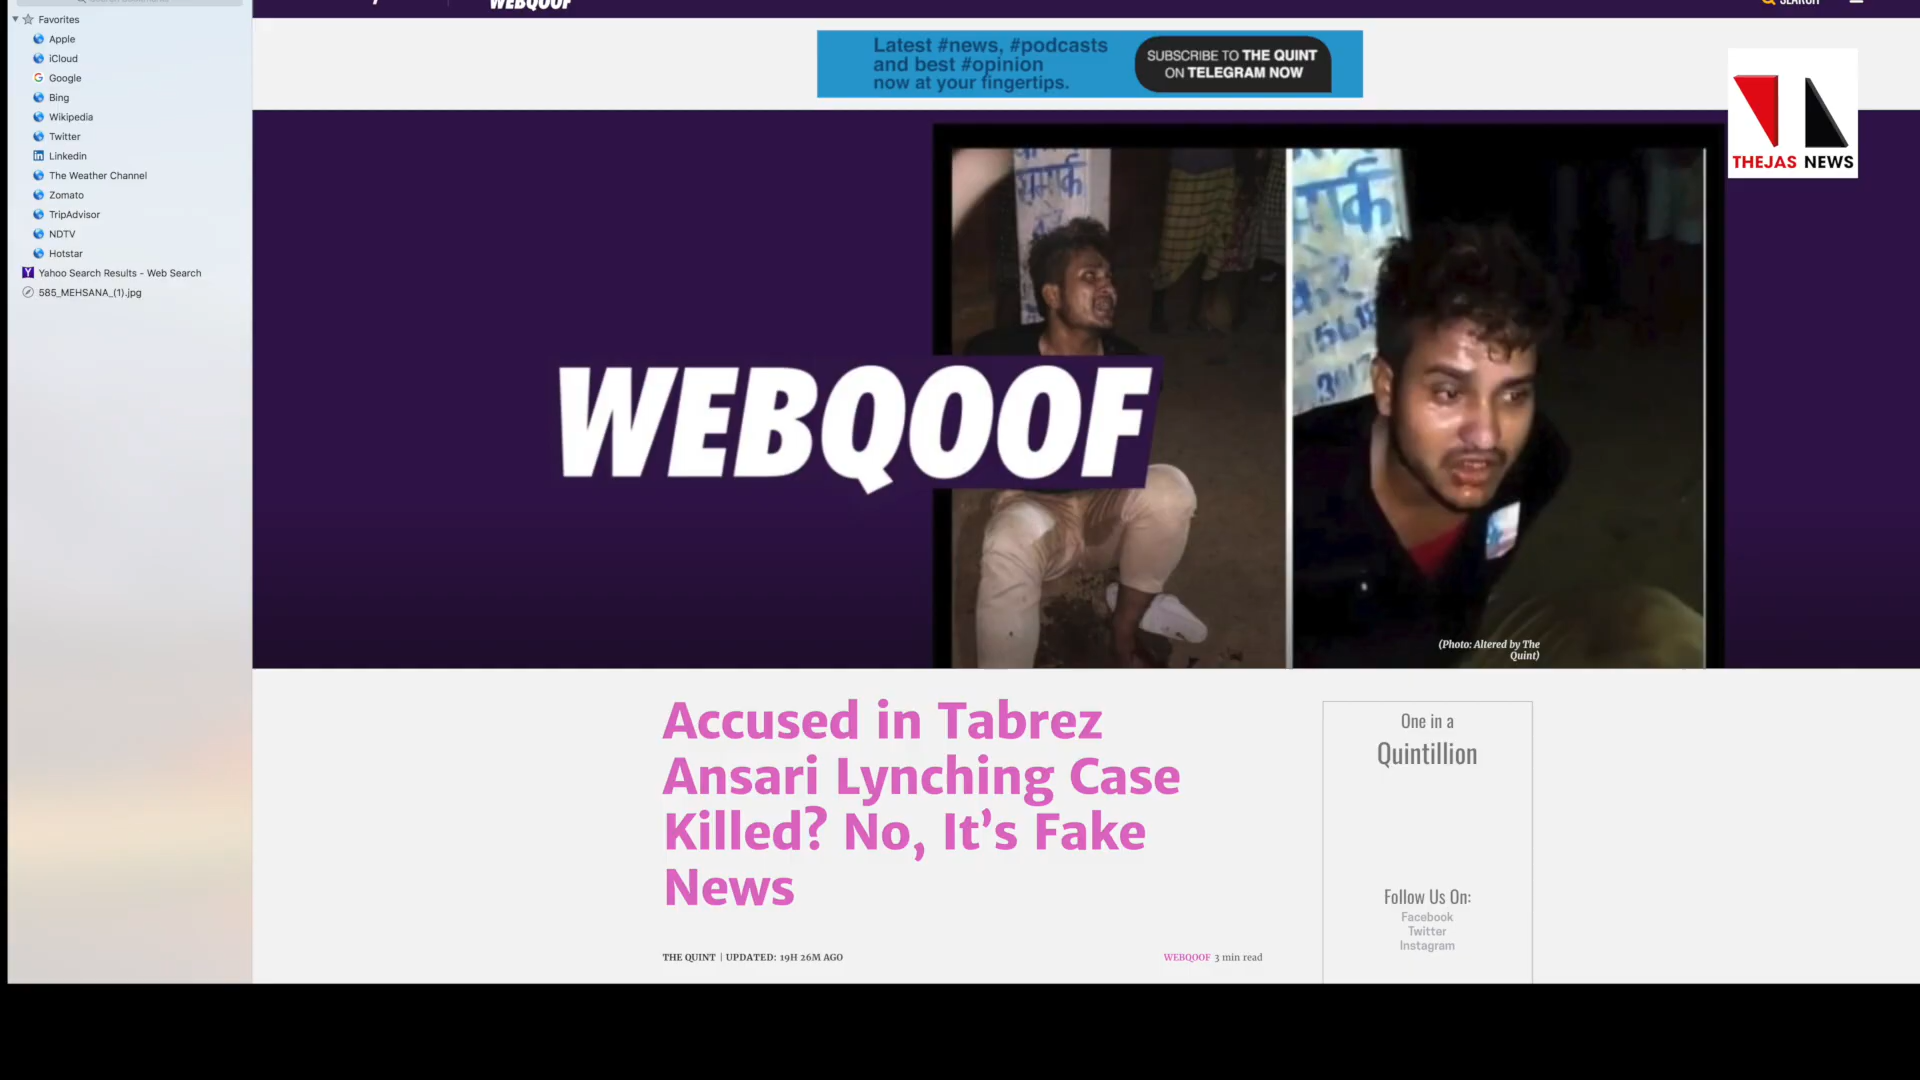 WEBQOOF
SEARCH
Favorites
Apple
iCloud
Google
Bing
Wikipedia
Twitter
Linkedin
The Weather Channel
Zomato
TripAdvisor
NDTV
Hotstar
Yahoo Search Results - Web Search
585_MEHSANA_(1).jpg
Latest #news, #podcasts
and best #opinion
now at your fingertips.
SUBSCRIBE TO THE QUINT
ON TELEGRAM NOW
THEJAS NEWS
सम्पर्क
र्क
WEBQOOF
(Photo: Altered by The
Quint)
Accused in Tabrez
Ansari Lynching Case
Killed? No, It’s Fake
News
THE QUINT | UPDATED: 19H 26M AGO
WEBQOOF 3 min read
One in a
Quintillion
Follow Us On:
Facebook
Twitter
Instagram